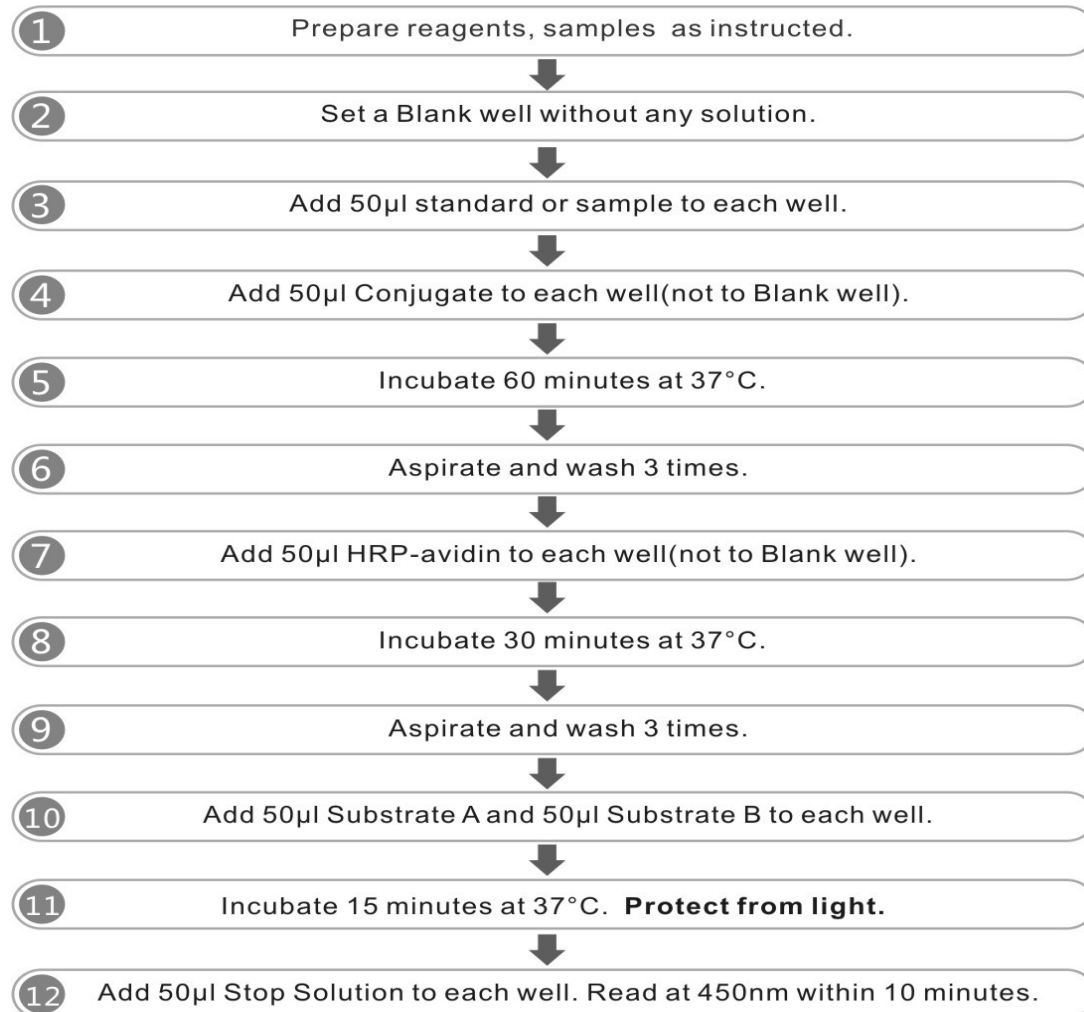 1 Prepare reagents, samples as instructed.
2 Set a Blank well without any solution.
3 Add 50µl standard or sample to each well.
4 Add 50µl Conjugate to each well(not to Blank well).
5 Incubate 60 minutes at 37°C.
6 Aspirate and wash 3 times.
7 Add 50µl HRP-avidin to each well(not to Blank well).
8 Incubate 30 minutes at 37°C.
9 Aspirate and wash 3 times.
10 Add 50µl Substrate A and 50µl Substrate B to each well.
11 Incubate 15 minutes at 37°C. Protect from light.
12 Add 50µl Stop Solution to each well. Read at 450nm within 10 minutes.